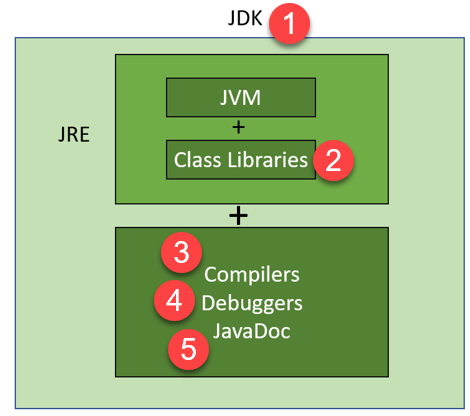 JDK 1
JVM
JRE
+
Class Libraries 2
+
3
Compilers
4 Debuggers
JavaDoc
5